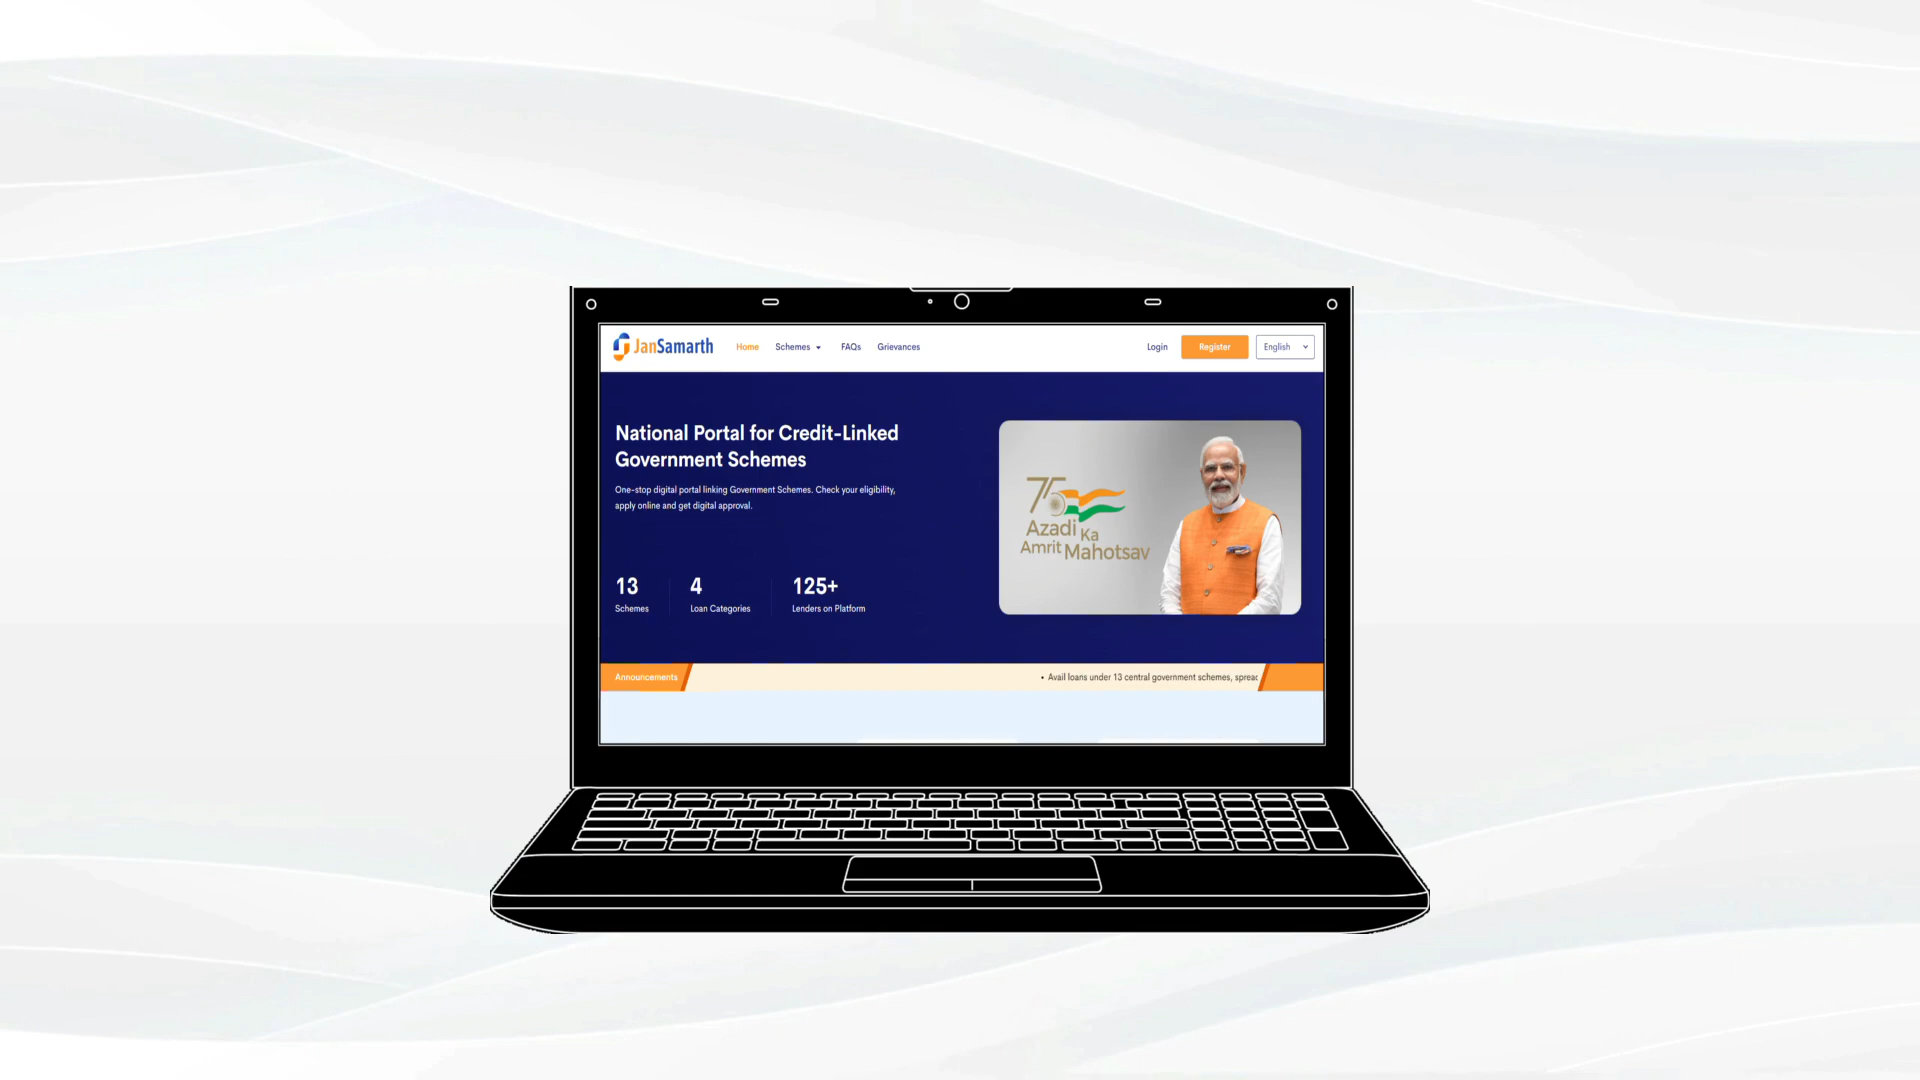 JanSamarth
Home Schemes FAQs Grievances
Login Register English
National Portal for Credit-Linked
Government Schemes
One-stop digital portal linking Government Schemes. Check your eligibility,
apply online and get digital approval.
75
Azadi Ka
Amrit Mahotsav
13 4 125+
Schemes Loan Categories Lenders on Platform
Announcements • Avail loans under 13 central government schemes, spread